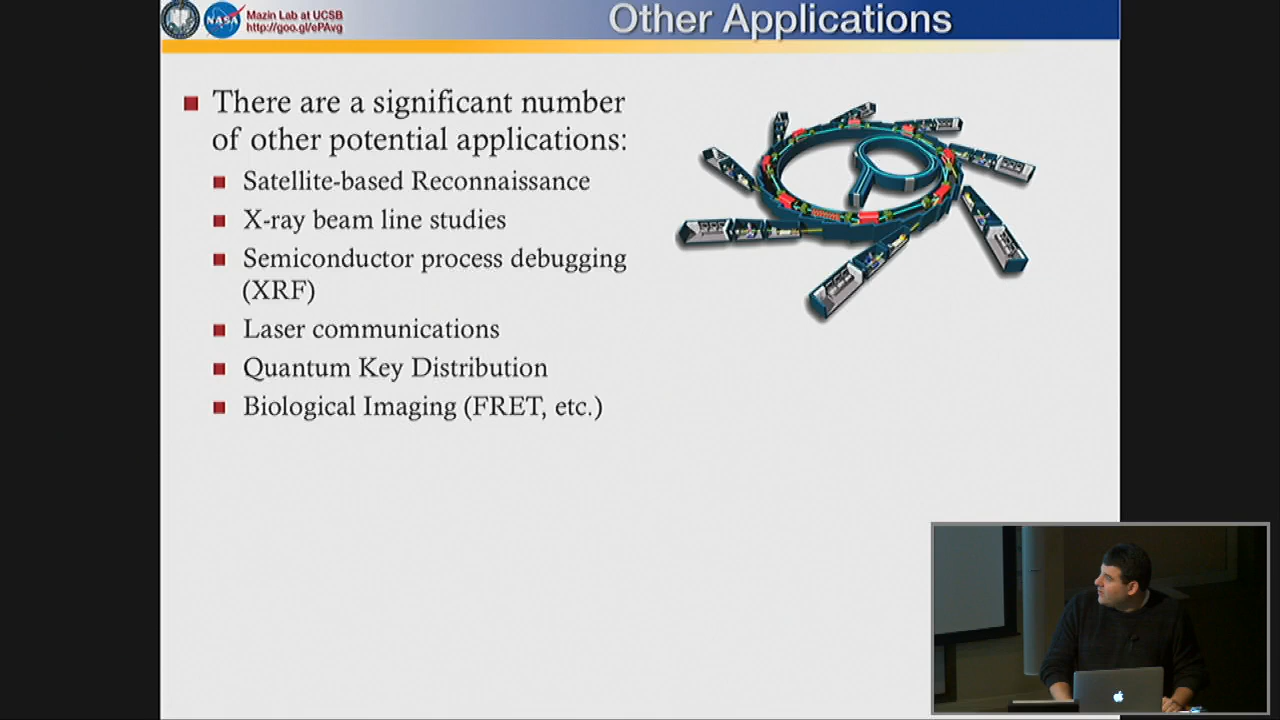 NASA
Mazin Lab at UCSB
http://goo.gl/ePAvg
Other Applications
There are a significant number
of other potential applications:
Satellite-based Reconnaissance
X-ray beam line studies
Semiconductor process debugging
(XRF)
Laser communications
Quantum Key Distribution
Biological Imaging (FRET, etc.)